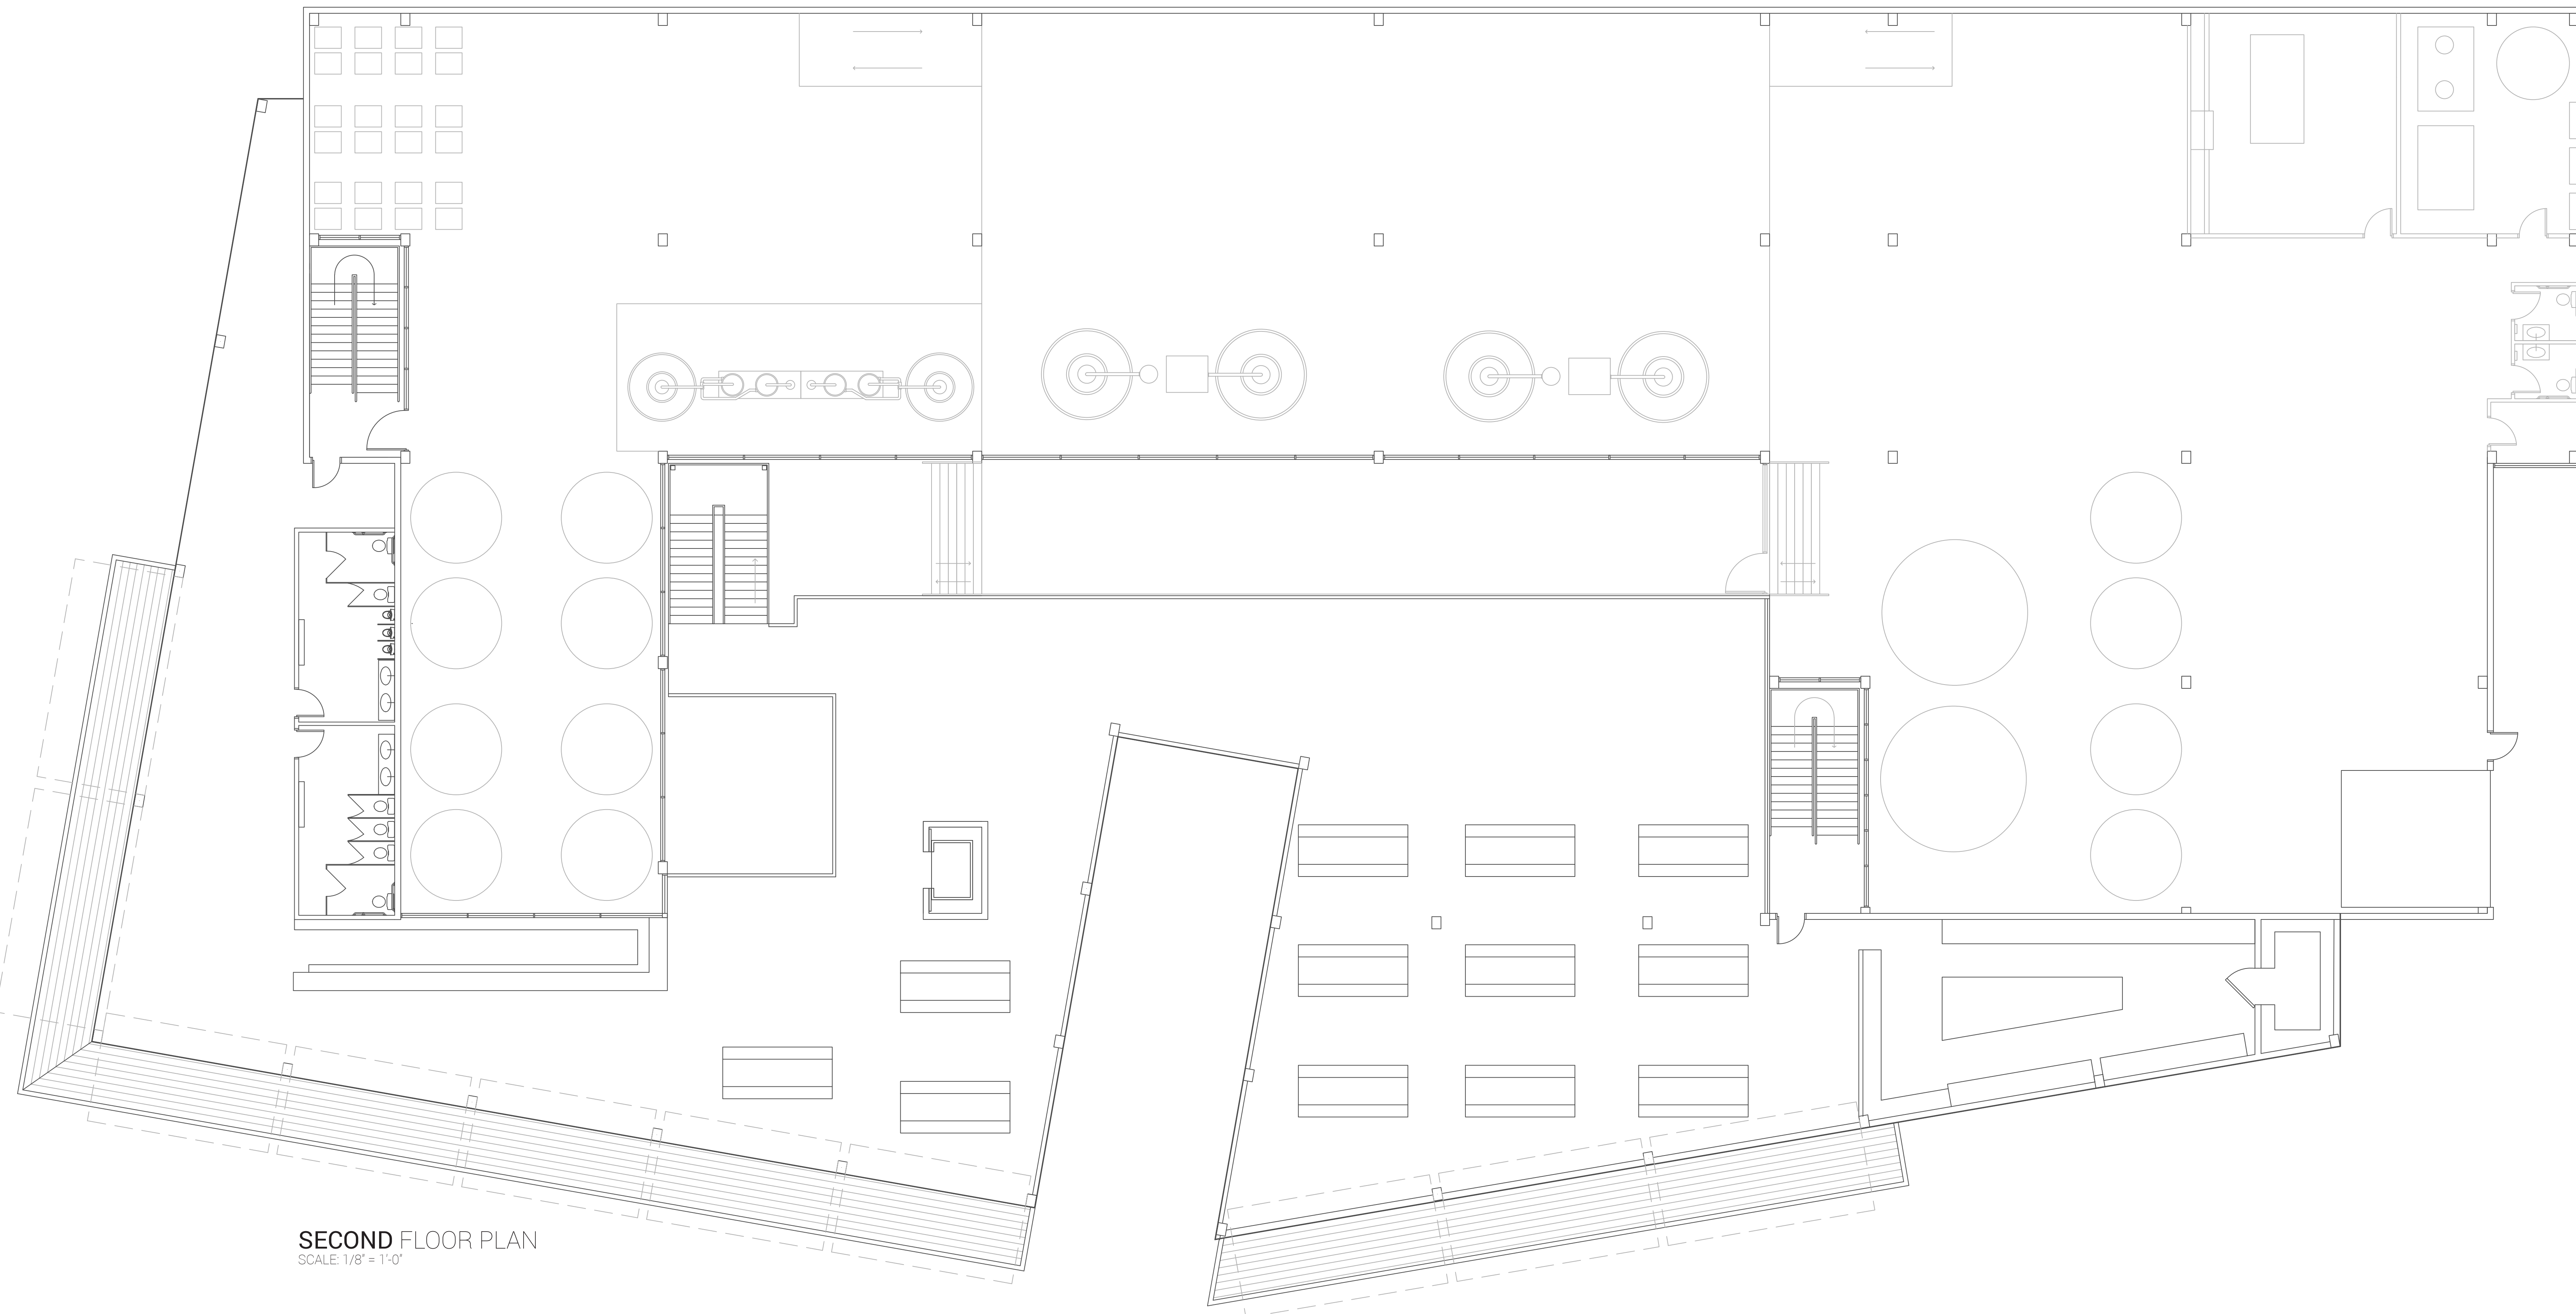 SECOND FLOOR PLAN
SCALE: 1/8" = 1'-0"